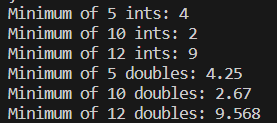 Minimum of 5 ints: 4
Minimum of 10 ints: 2
Minimum of 12 ints: 9
Minimum of 5 doubles: 4.25
Minimum of 10 doubles: 2.67
Minimum of 12 doubles: 9.568